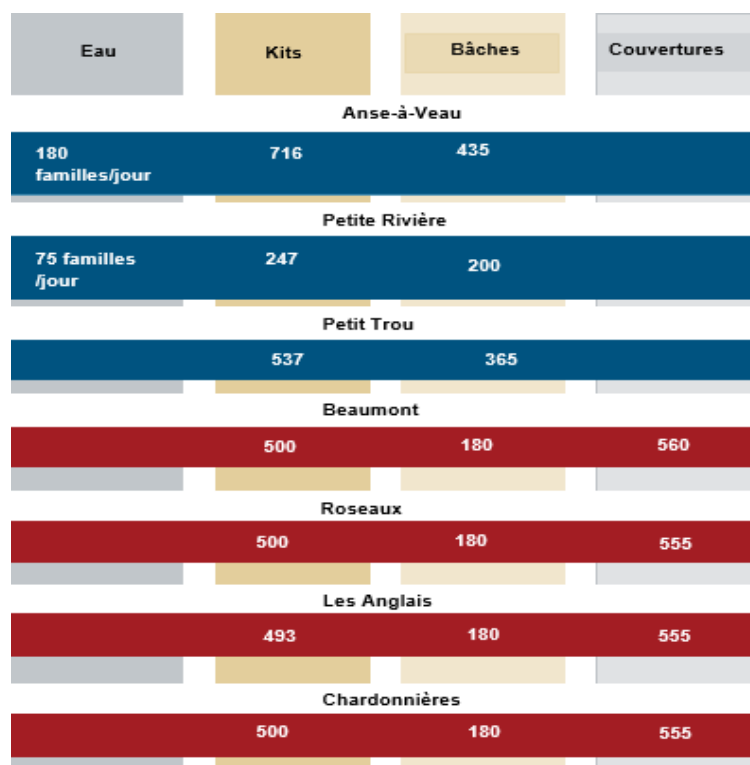 Eau Kits Bâches Couvertures
Anse-à-Veau
180 familles/jour 716 435
Petite Rivière
75 familles /jour 247 200
Petit Trou
537 365
Beaumont
500 180 560
Roseaux
500 180 555
Les Anglais
493 180 555
Chardonnières
500 180 555